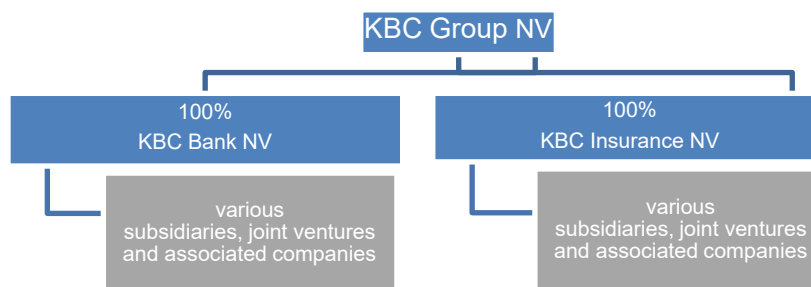 KBC Group NV
100%
KBC Bank NV
100%
KBC Insurance NV
various
subsidiaries, joint ventures
and associated companies
various
subsidiaries, joint ventures
and associated companies